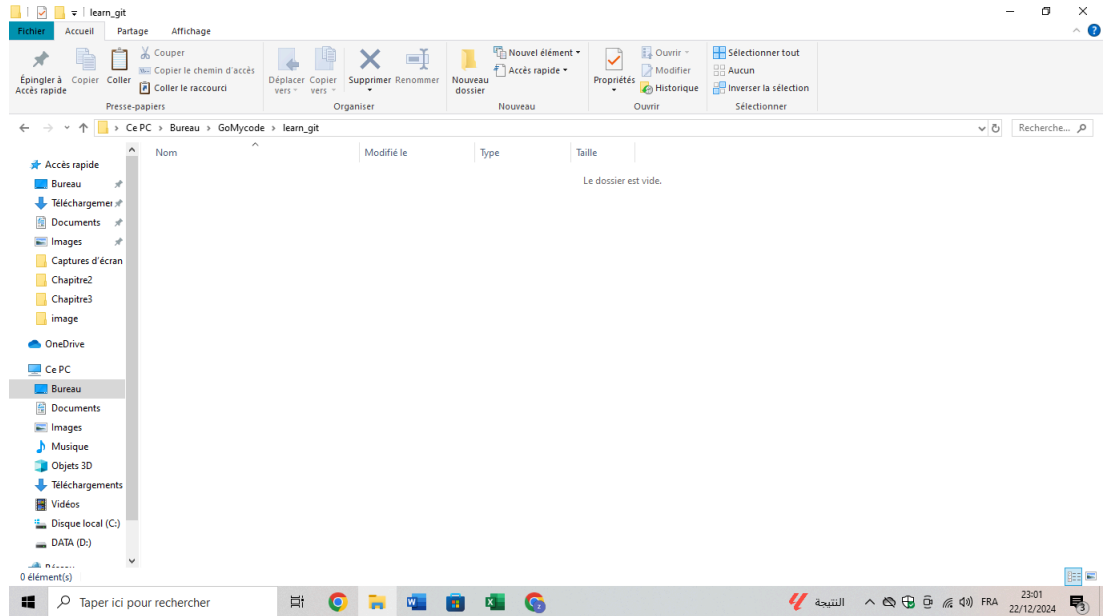 learn_git
Fichier Accueil Partage Affichage
Épingler à Accès rapide
Copier
Coller
Couper
Copier le chemin d'accès
Coller le raccourci
Presse-papiers
Déplacer vers
Copier vers
Supprimer
Renommer
Organiser
Nouveau dossier
Nouvel élément
Accès rapide
Nouveau
Propriétés
Ouvrir
Modifier
Historique
Ouvrir
Sélectionner tout
Aucun
Inverser la sélection
Sélectionner
Ce PC > Bureau > GoMycode > learn_git
Recherche...
Nom Modifié le Type Taille
Le dossier est vide.
Accès rapide
Bureau
Téléchargemer
Documents
Images
Captures d'écran
Chapitre2
Chapitre3
image
OneDrive
Ce PC
Bureau
Documents
Images
Musique
Objets 3D
Téléchargements
Vidéos
Disque local (C:)
DATA (D:)
0 élément(s)
Taper ici pour rechercher
النتيجة
FRA
23:01
22/12/2024
3